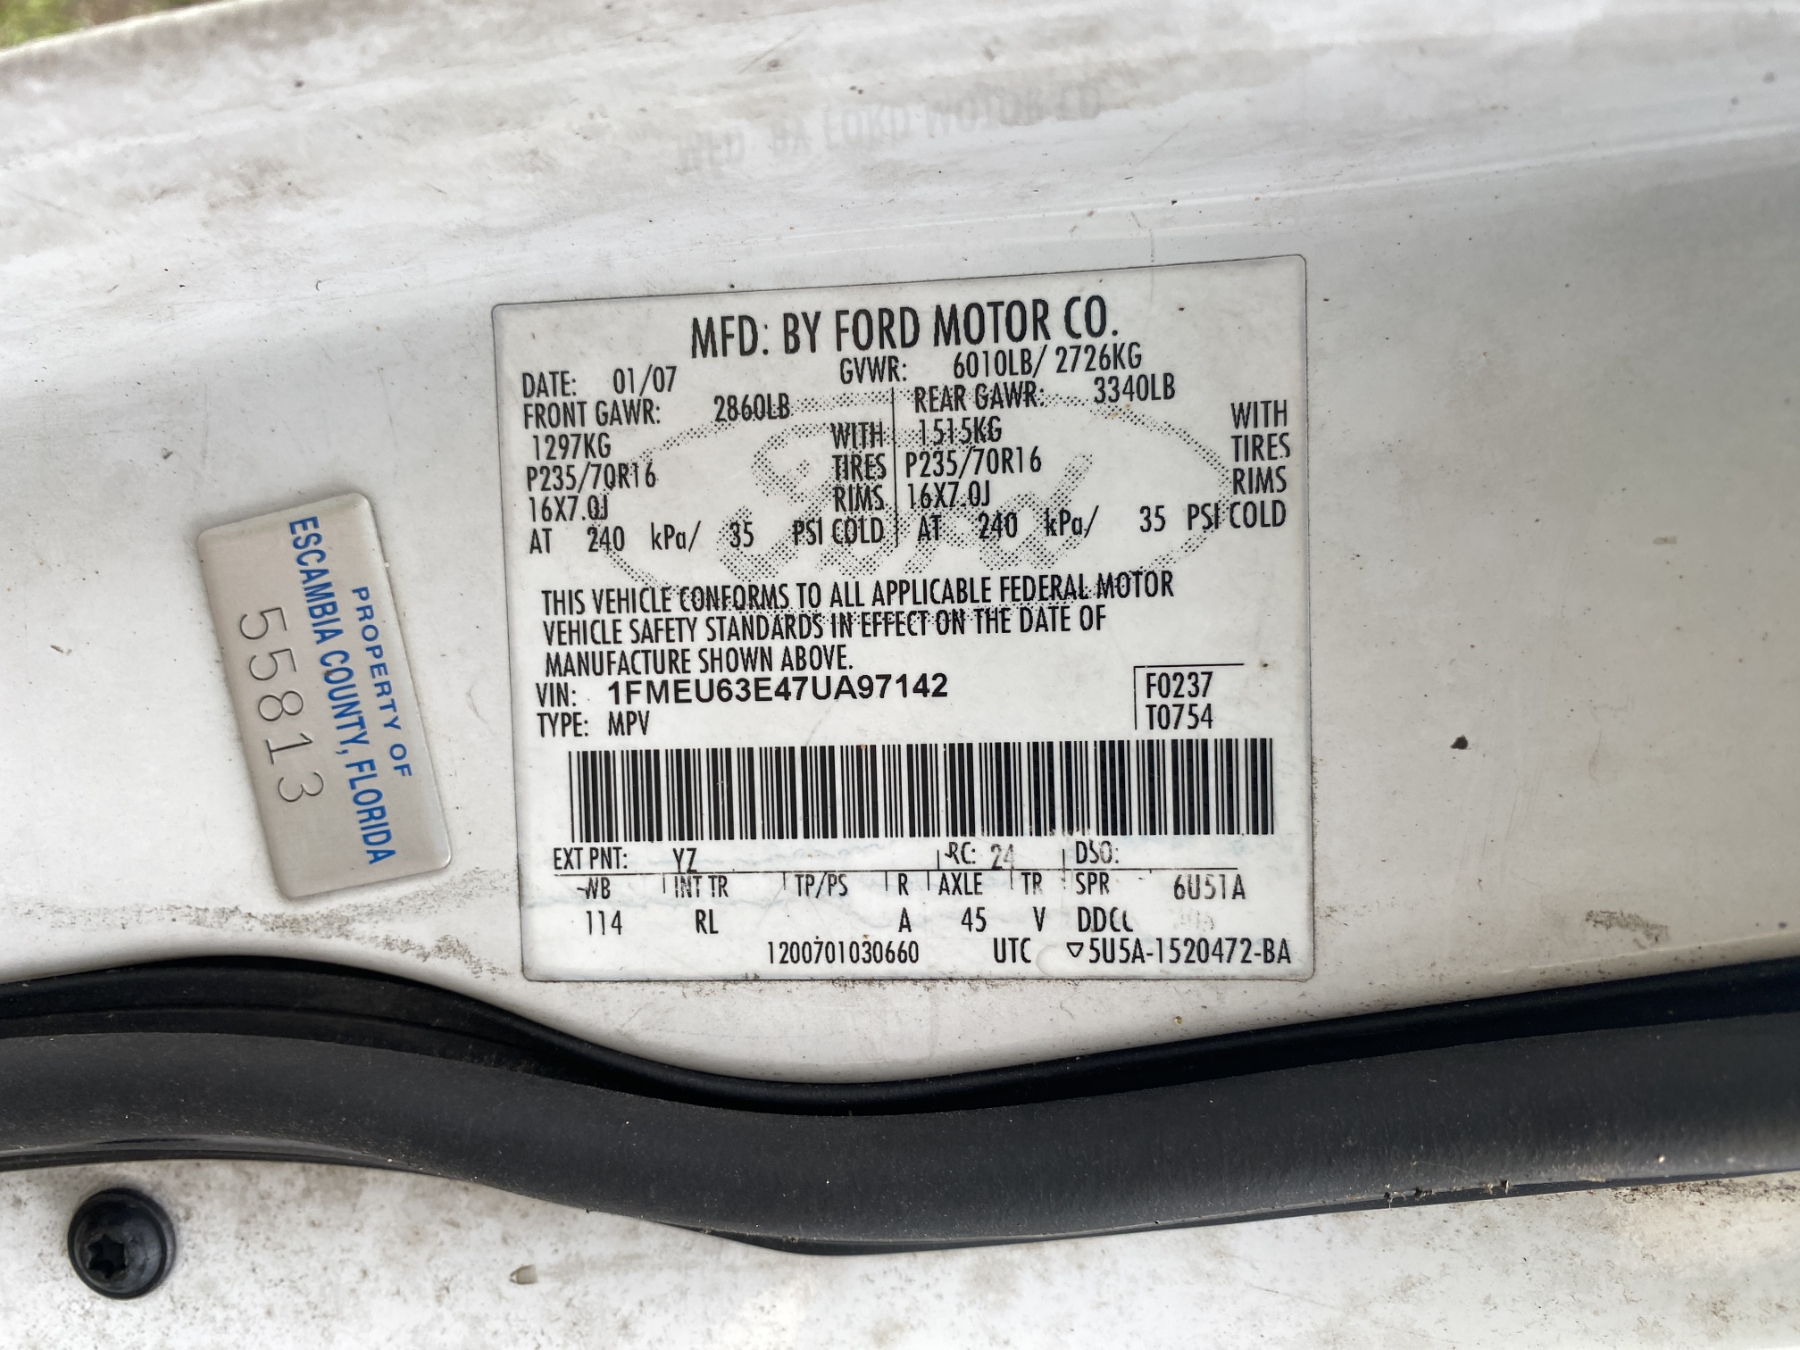 MFD: BY FORD MOTOR CO.
DATE: 01/07 GVWR: 6010LB/ 2726KG
FRONT GAWR: 2860LB REAR GAWR: 3340LB
1297KG WITH 1515KG WITH
P235/70R16 TIRES P235/70R16 TIRES
16X7.0J RIMS 16X7.0J RIMS
AT 240 kPa/ 35 PSI COLD AT 240 kPa/ 35 PSI COLD
Ford
THIS VEHICLE CONFORMS TO ALL APPLICABLE FEDERAL MOTOR
VEHICLE SAFETY STANDARDS IN EFFECT ON THE DATE OF
MANUFACTURE SHOWN ABOVE.
VIN: 1FMEU63E47UA97142 F0237
TYPE: MPV T0754
EXT PNT: YZ RC: 24 DSO:
WB INT TR TP/PS R AXLE TR SPR 6U51A
114 RL A 45 V
1200701030660 UTC ▽5U5A-1520472-BA
PROPERTY OF
ESCAMBIA COUNTY, FLORIDA
55813